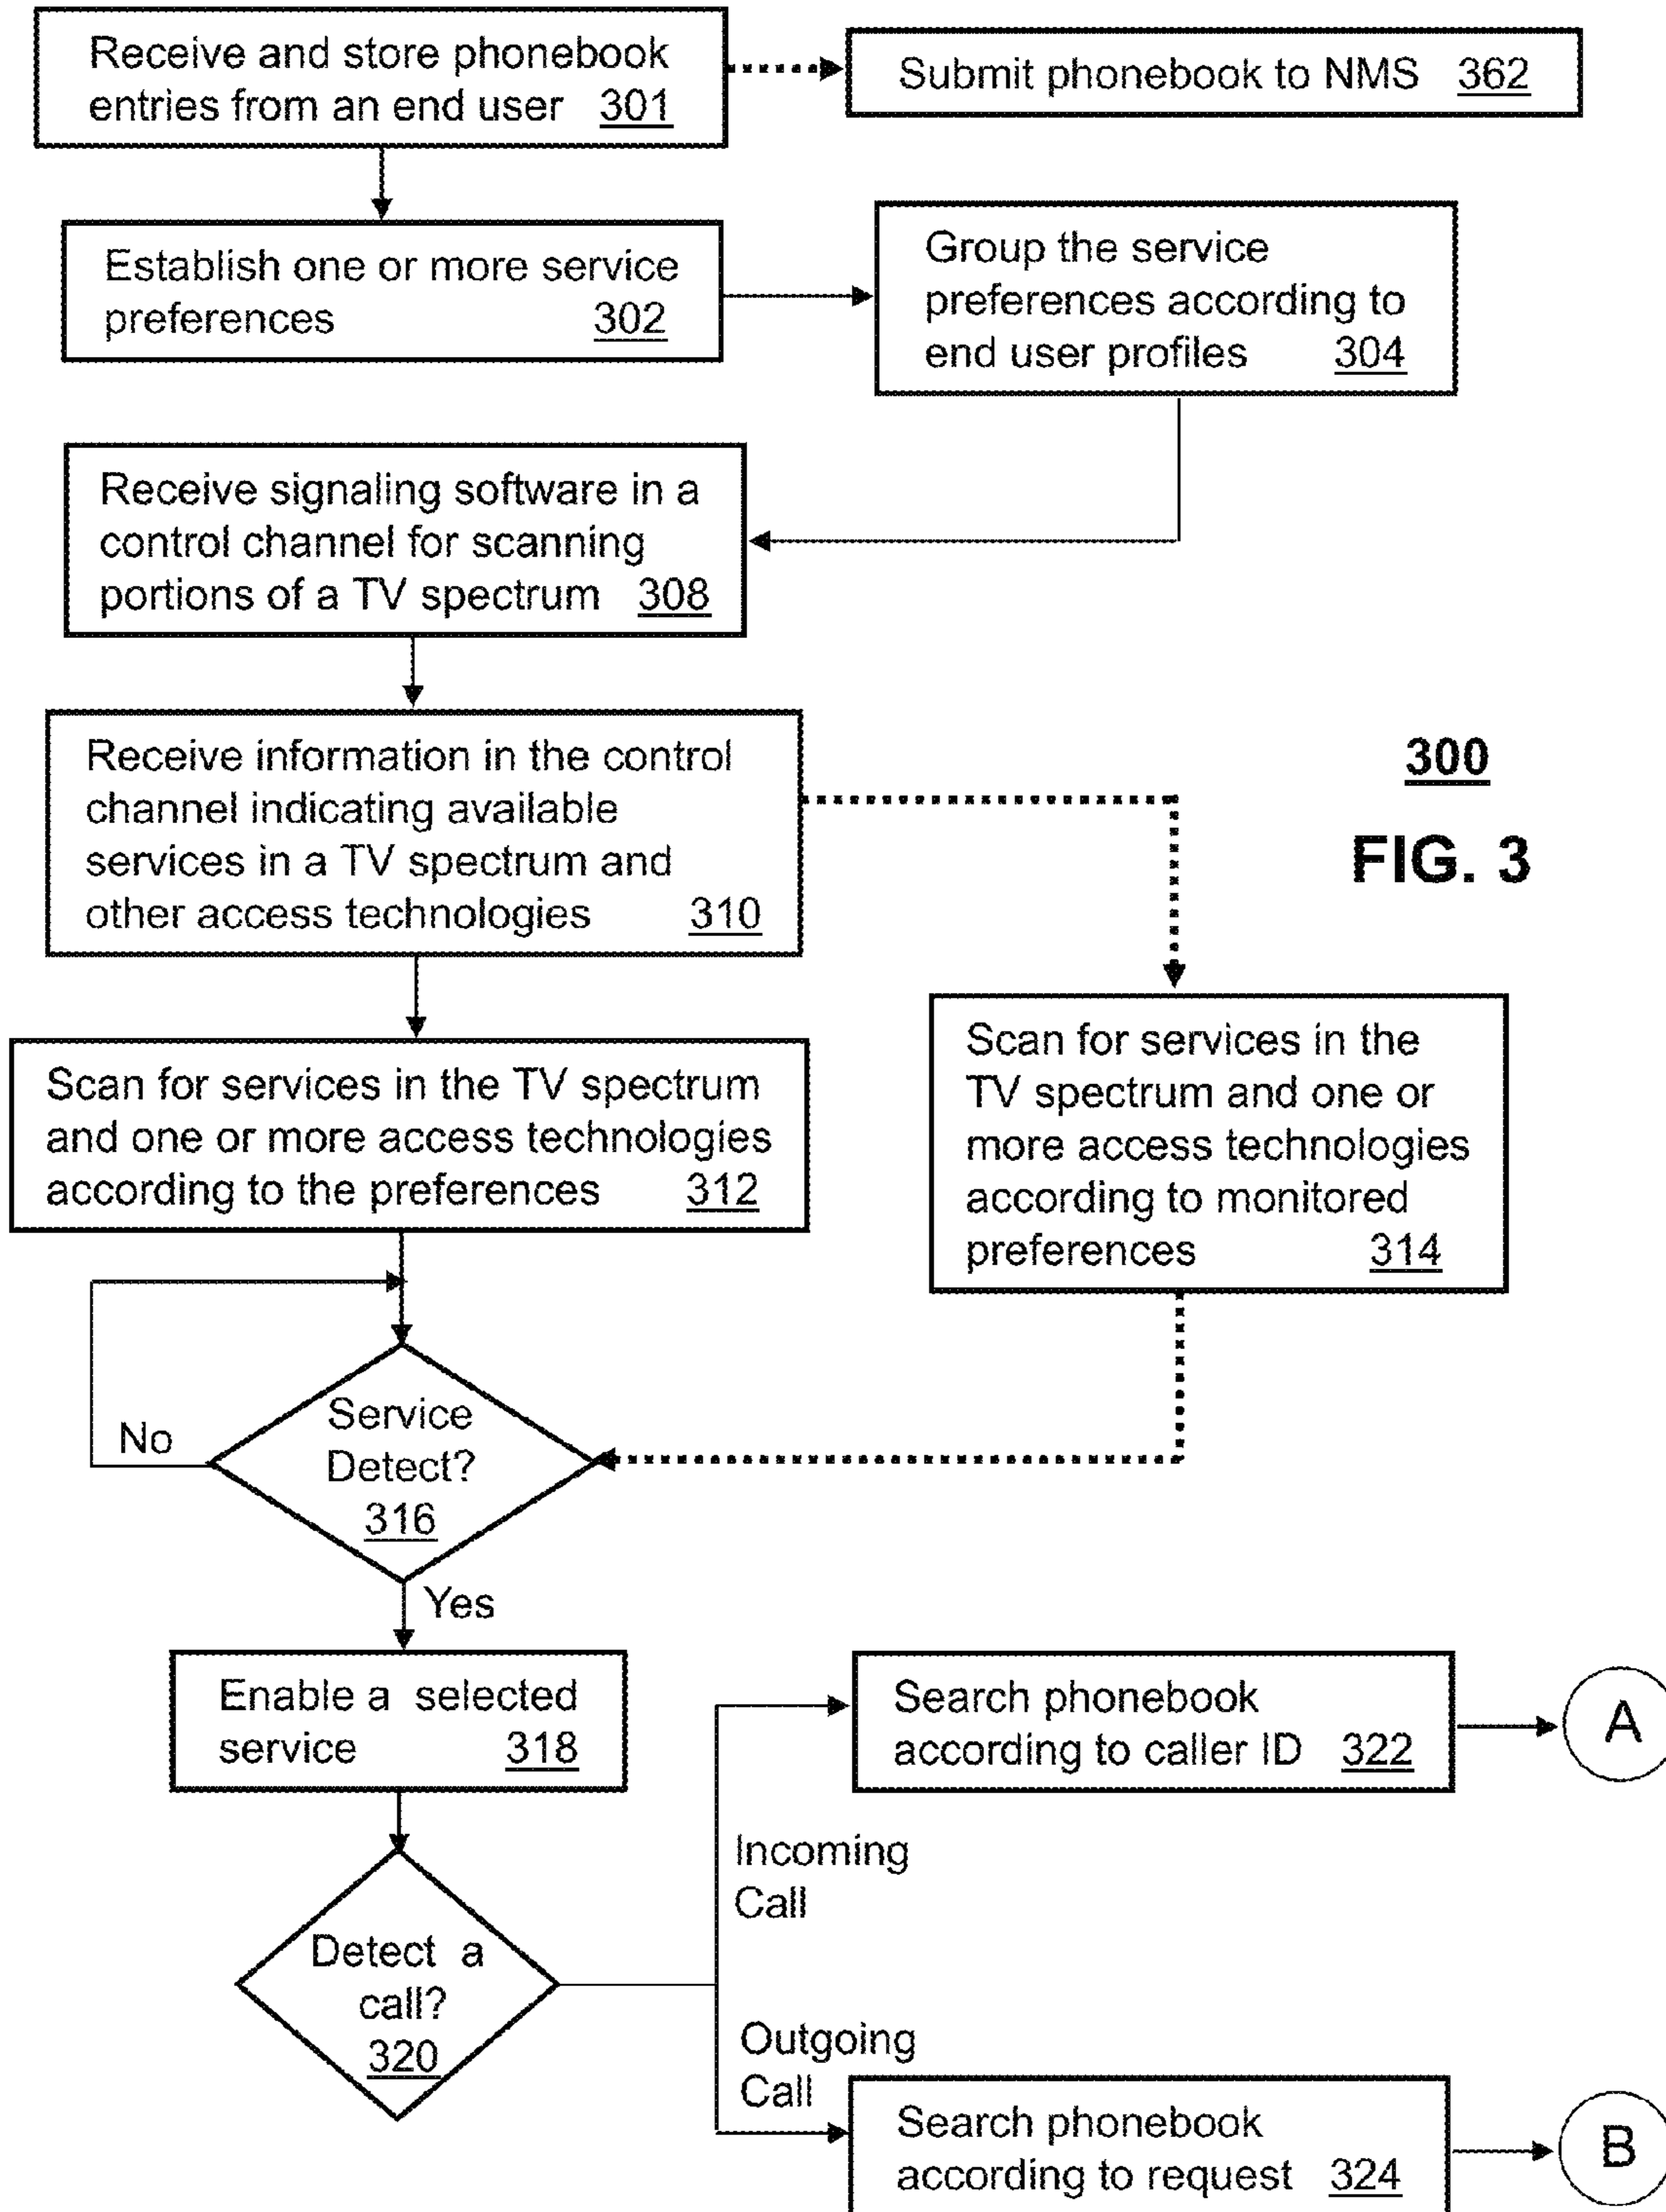 Receive and store phonebook
entries from an end user 301
Submit phonebook to NMS 362
Establish one or more service
preferences 302
Group the service
preferences according to
end user profiles 304
Receive signaling software in a
control channel for scanning
portions of a TV spectrum 308
Receive information in the control
channel indicating available
services in a TV spectrum and
other access technologies 310
300
FIG. 3
Scan for services in the TV spectrum
and one or more access technologies
according to the preferences 312
Scan for services in the
TV spectrum and one or
more access technologies
according to monitored
preferences 314
Service
Detect?
316
No
Yes
Enable a selected
service 318
Search phonebook
according to caller ID 322
A
Incoming
Call
Detect a
call?
320
Outgoing
Call
Search phonebook
according to request 324
B